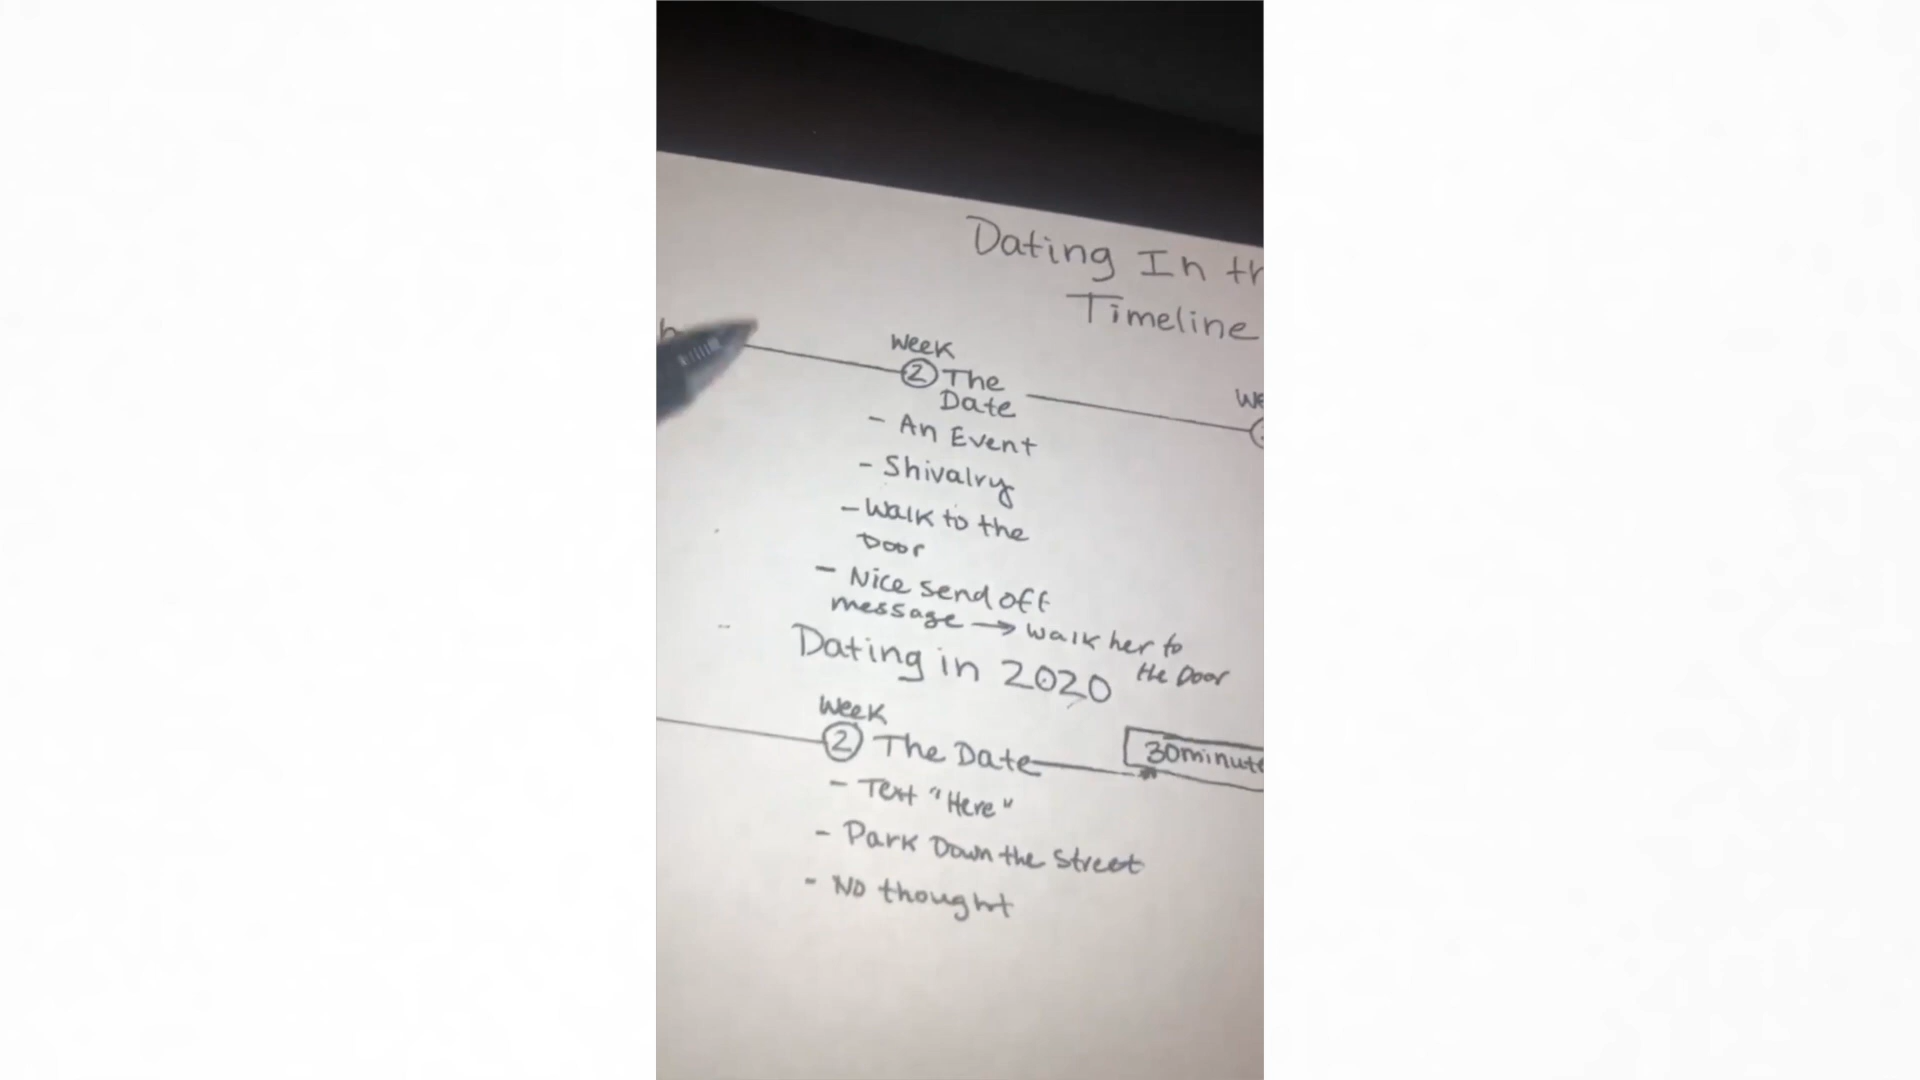 Dating In th
Timeline
Week
2 The
Date
- An Event
- Shivalry
- Walk to the
Door
- Nice send off
message → walk her to
the Door
Dating in 2020
Week
2 The Date
30minute
- Text "Here"
- Park Down the Street
- No thought